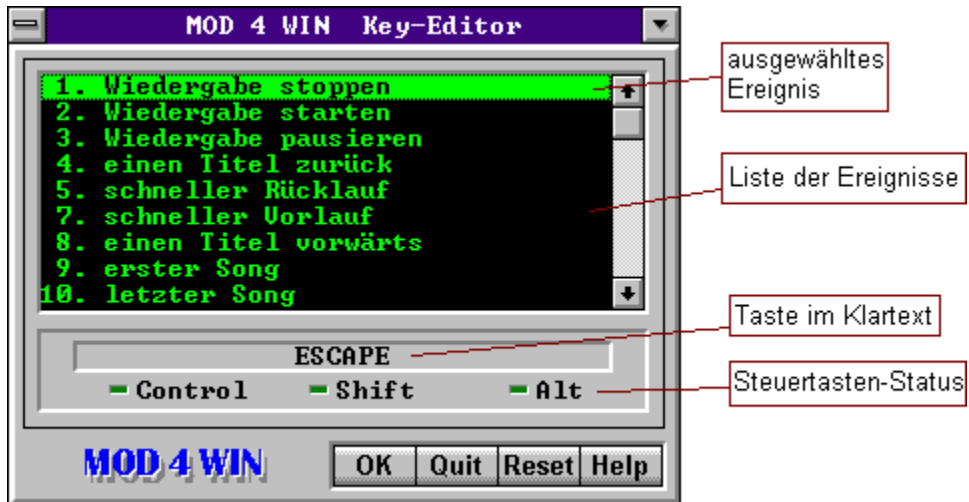 MOD 4 WIN Key-Editor
1. Wiedergabe stoppen
2. Wiedergabe starten
3. Wiedergabe pausieren
4. einen Titel zurück
5. schneller Rücklauf
7. schneller Vorlauf
8. einen Titel vorwärts
9. erster Song
10. letzter Song
ESCAPE
Control Shift Alt
MOD 4 WIN OK Quit Reset Help
ausgewähltes
Ereignis
Liste der Ereignisse
Taste im Klartext
Steuertasten-Status